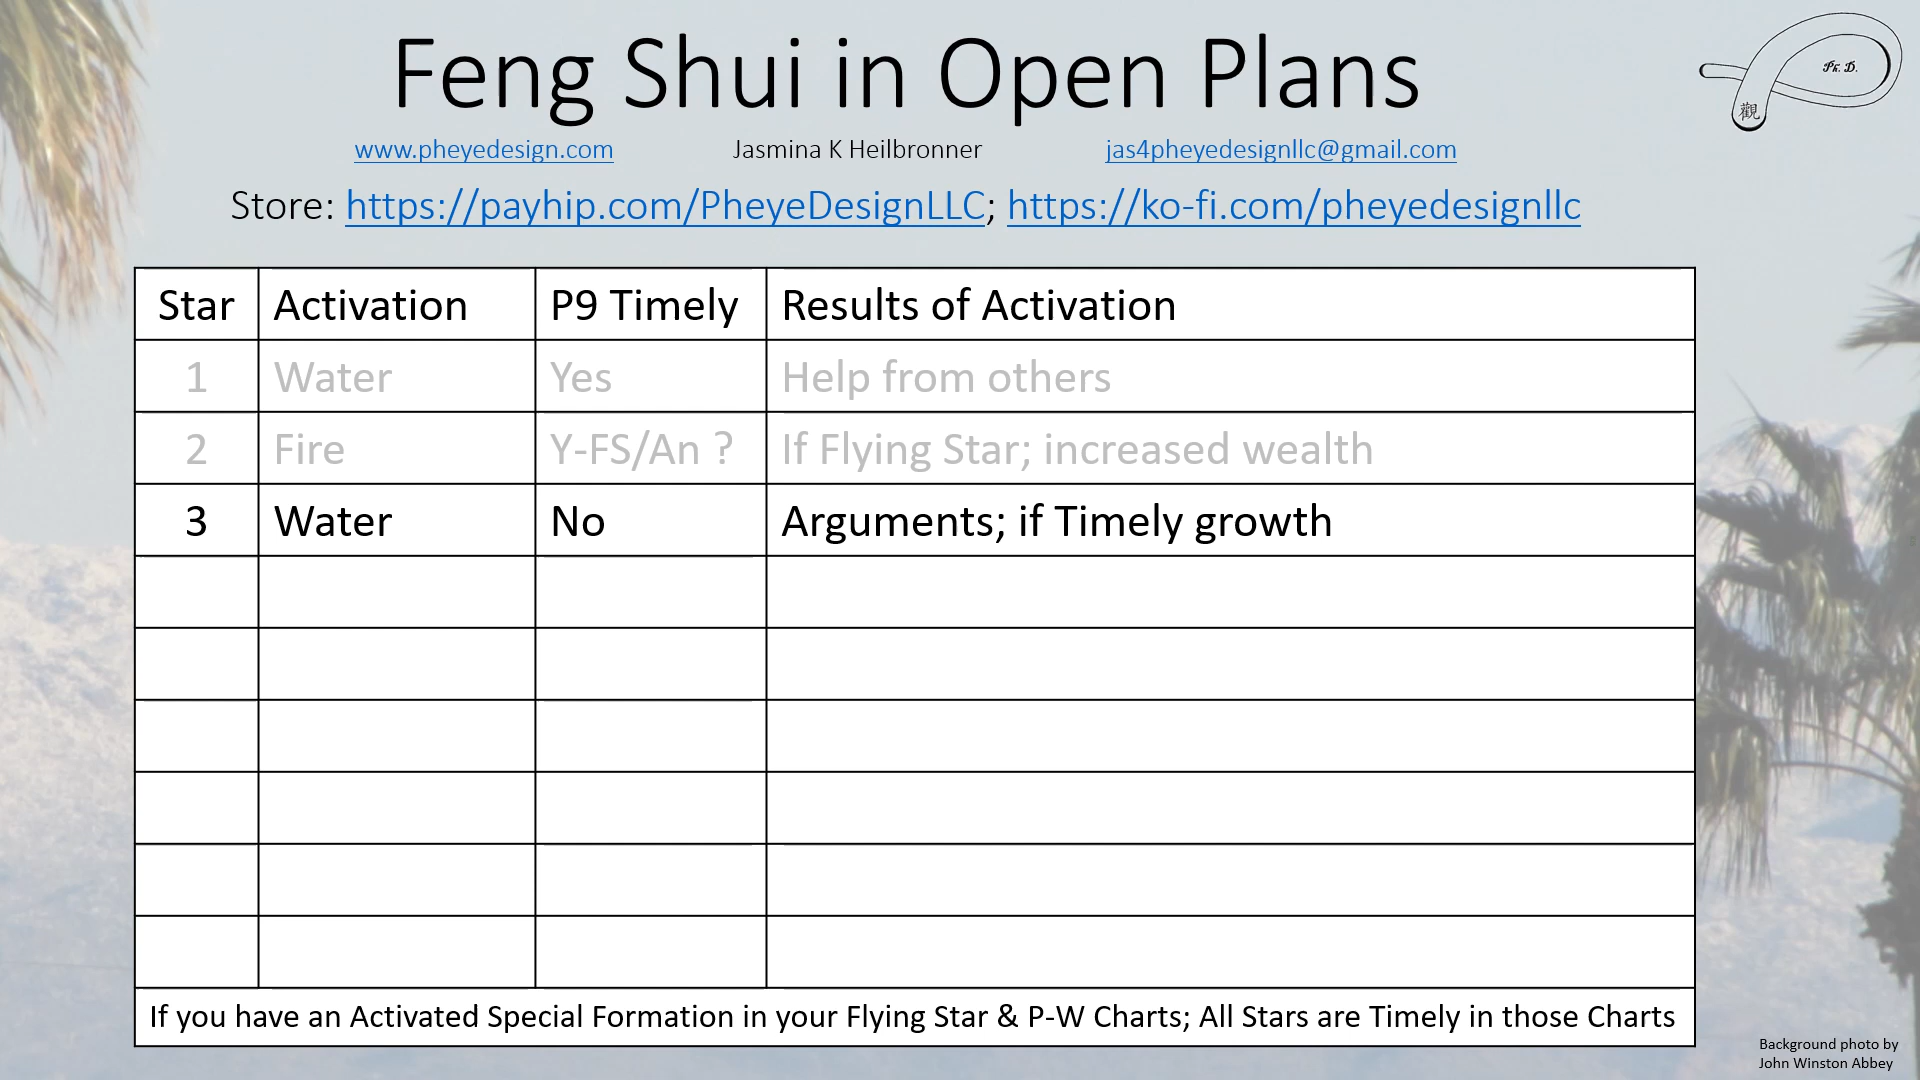 Feng Shui in Open Plans
Ph. D.
觀
www.pheyedesign.com Jasmina K Heilbronner jas4pheyedesignllc@gmail.com
Store: https://payhip.com/PheyeDesignLLC; https://ko-fi.com/pheyedesignllc
Star Activation P9 Timely Results of Activation
1 Water Yes Help from others
2 Fire Y-FS/An ? If Flying Star; increased wealth
3 Water No Arguments; if Timely growth
If you have an Activated Special Formation in your Flying Star & P-W Charts; All Stars are Timely in those Charts
Background photo by
John Winston Abbey